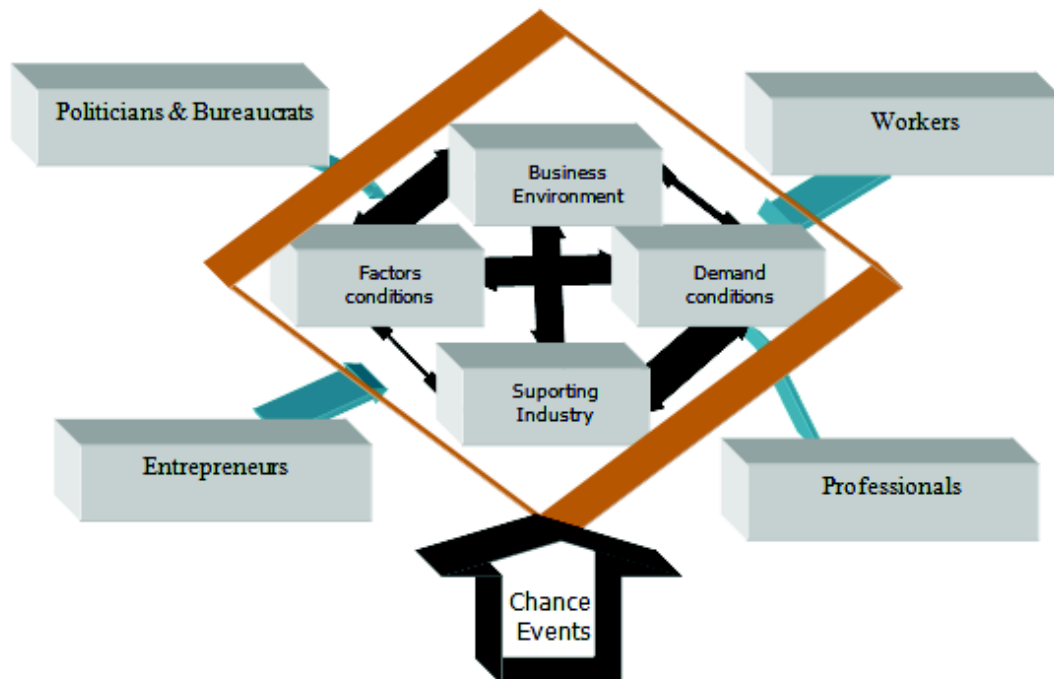 Politicians & Bureaucrats
Workers
Business
Environment
Factors
conditions
Demand
conditions
Suporting
Industry
Entrepreneurs
Professionals
Chance
Events